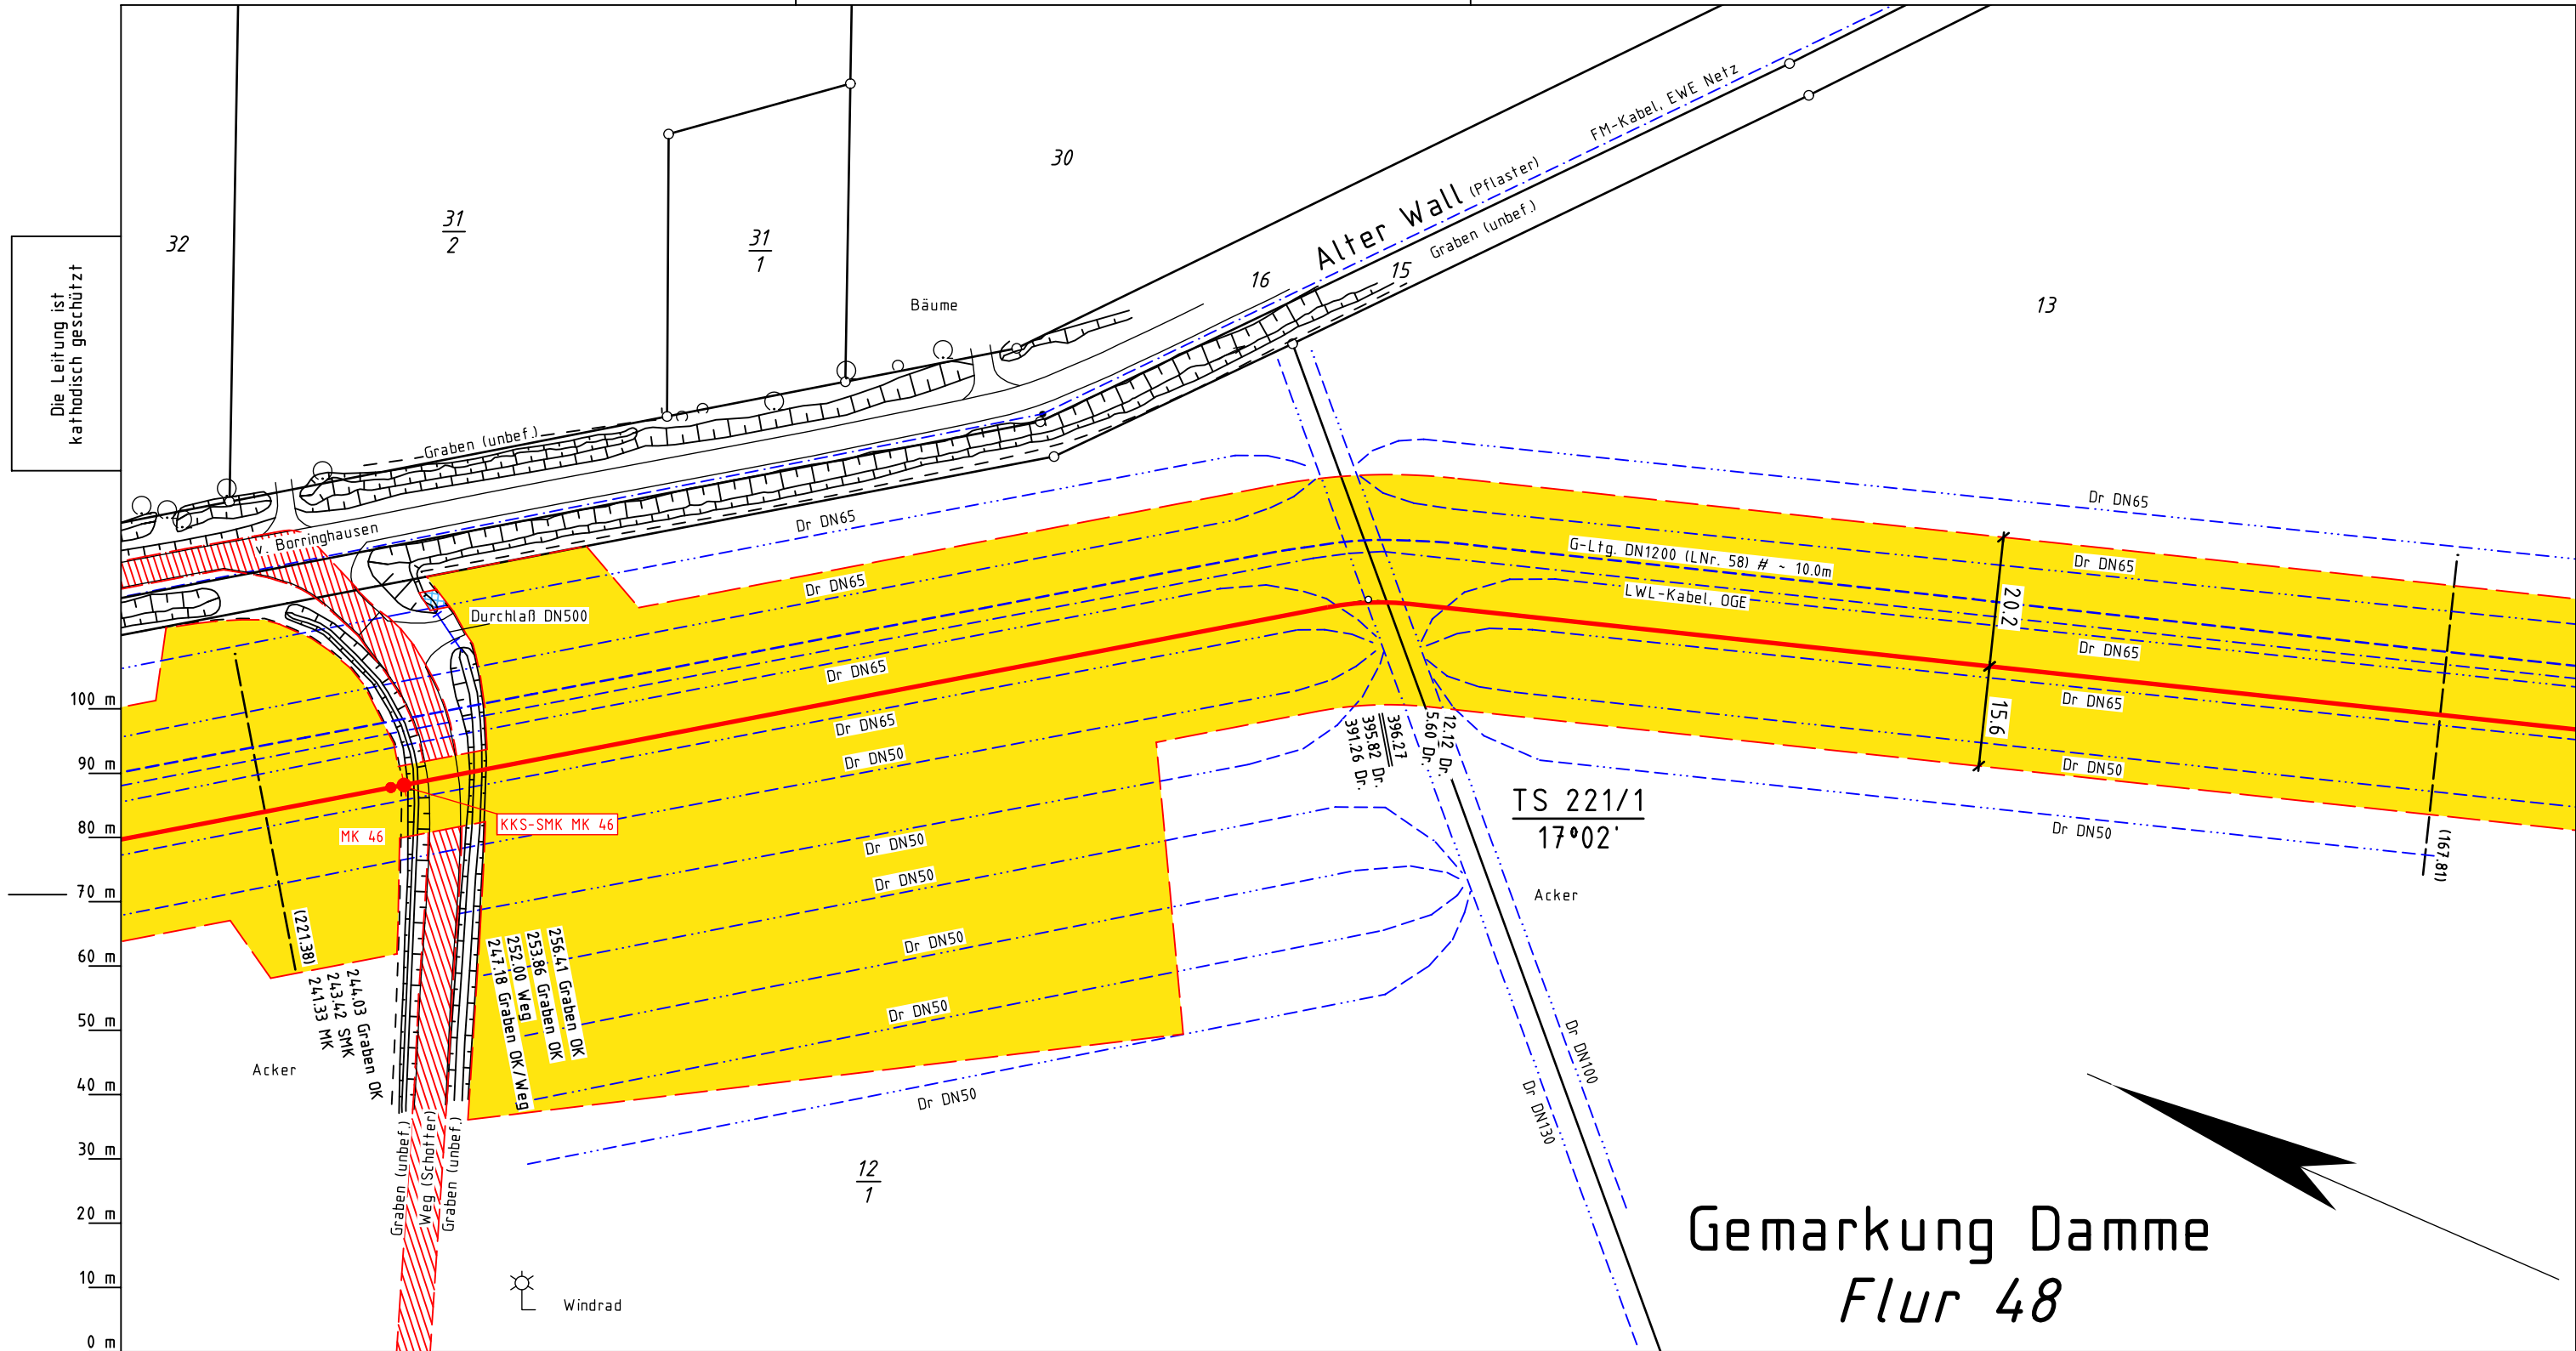 Die Leitung ist
kathodisch geschützt
32
31
2
31
1
30
Bäume
16
Alter Wall (Pflaster)
FM-Kabel, EWE Netz
15
Graben (unbef.)
13
Graben (unbef.)
v. Borringhausen
Durchlaß DN500
Dr DN65
Dr DN65
Dr DN65
Dr DN65
Dr DN50
Dr DN50
Dr DN50
Dr DN50
Dr DN50
Dr DN50
Dr DN65
Dr DN65
G-Ltg. DN1200 (LNr. 58) # ~ 10.0m
LWL-Kabel, OGE
Dr DN65
Dr DN65
Dr DN50
Dr DN50
20.2
15.6
(167.81)
100 m
90 m
80 m
70 m
60 m
50 m
40 m
30 m
20 m
10 m
0 m
MK 46
KKS-SMK MK 46
(221.38)
244.03 Graben OK
243.42 SMK
241.33 MK
256.41 Graben OK
253.86 Graben OK
252.00 Weg
247.18 Graben OK/Weg
396.27
395.82 Dr.
391.26 Dr.
12.12 Dr.
5.60 Dr.
TS 221/1
17°02'
Acker
Acker
Dr DN100
Dr DN130
Graben (unbef.)
Weg (Schotter)
Graben (unbef.)
12
1
Windrad
Gemarkung Damme
Flur 48